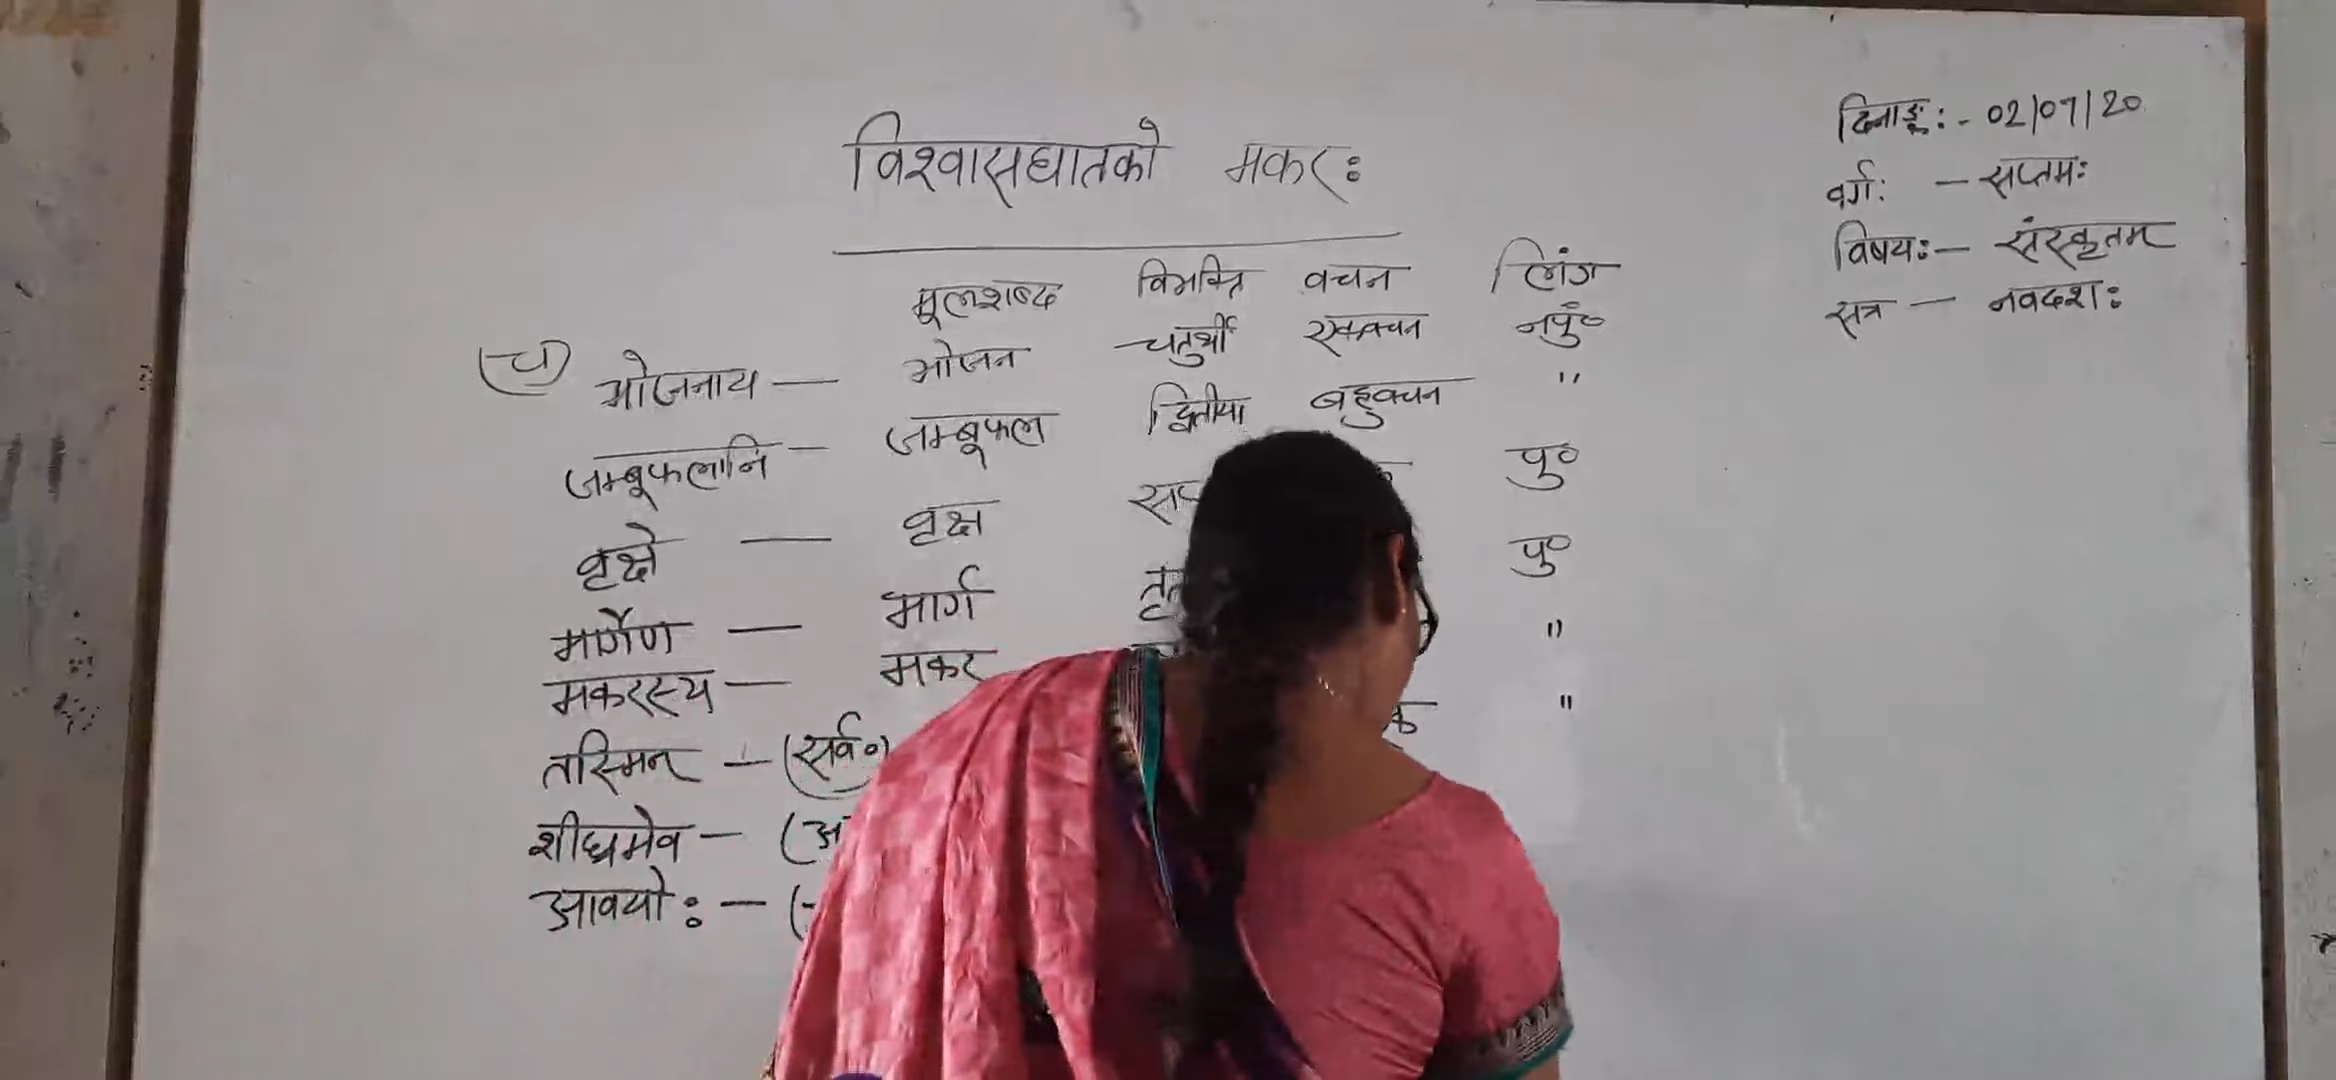 विश्वासघातको मकरः
दिनाङ्कः - 02/07/20
वर्गः - सप्तमः
विषयः - संस्कृतम्
सत्र - नवदशः
मूलशब्द विभक्ति वचन लिंग
(च) भोजनाय - भोजन चतुर्थी एकवचन नपुं०
जम्बूफलानि - जम्बूफल द्वितीया बहुवचन "
वृक्षे - वृक्ष पु०
मार्गेण - मार्ग पु०
मकरस्य - मकर "
तस्मिन् - (सर्व०) "
शीघ्रमेव -
आवयोः -